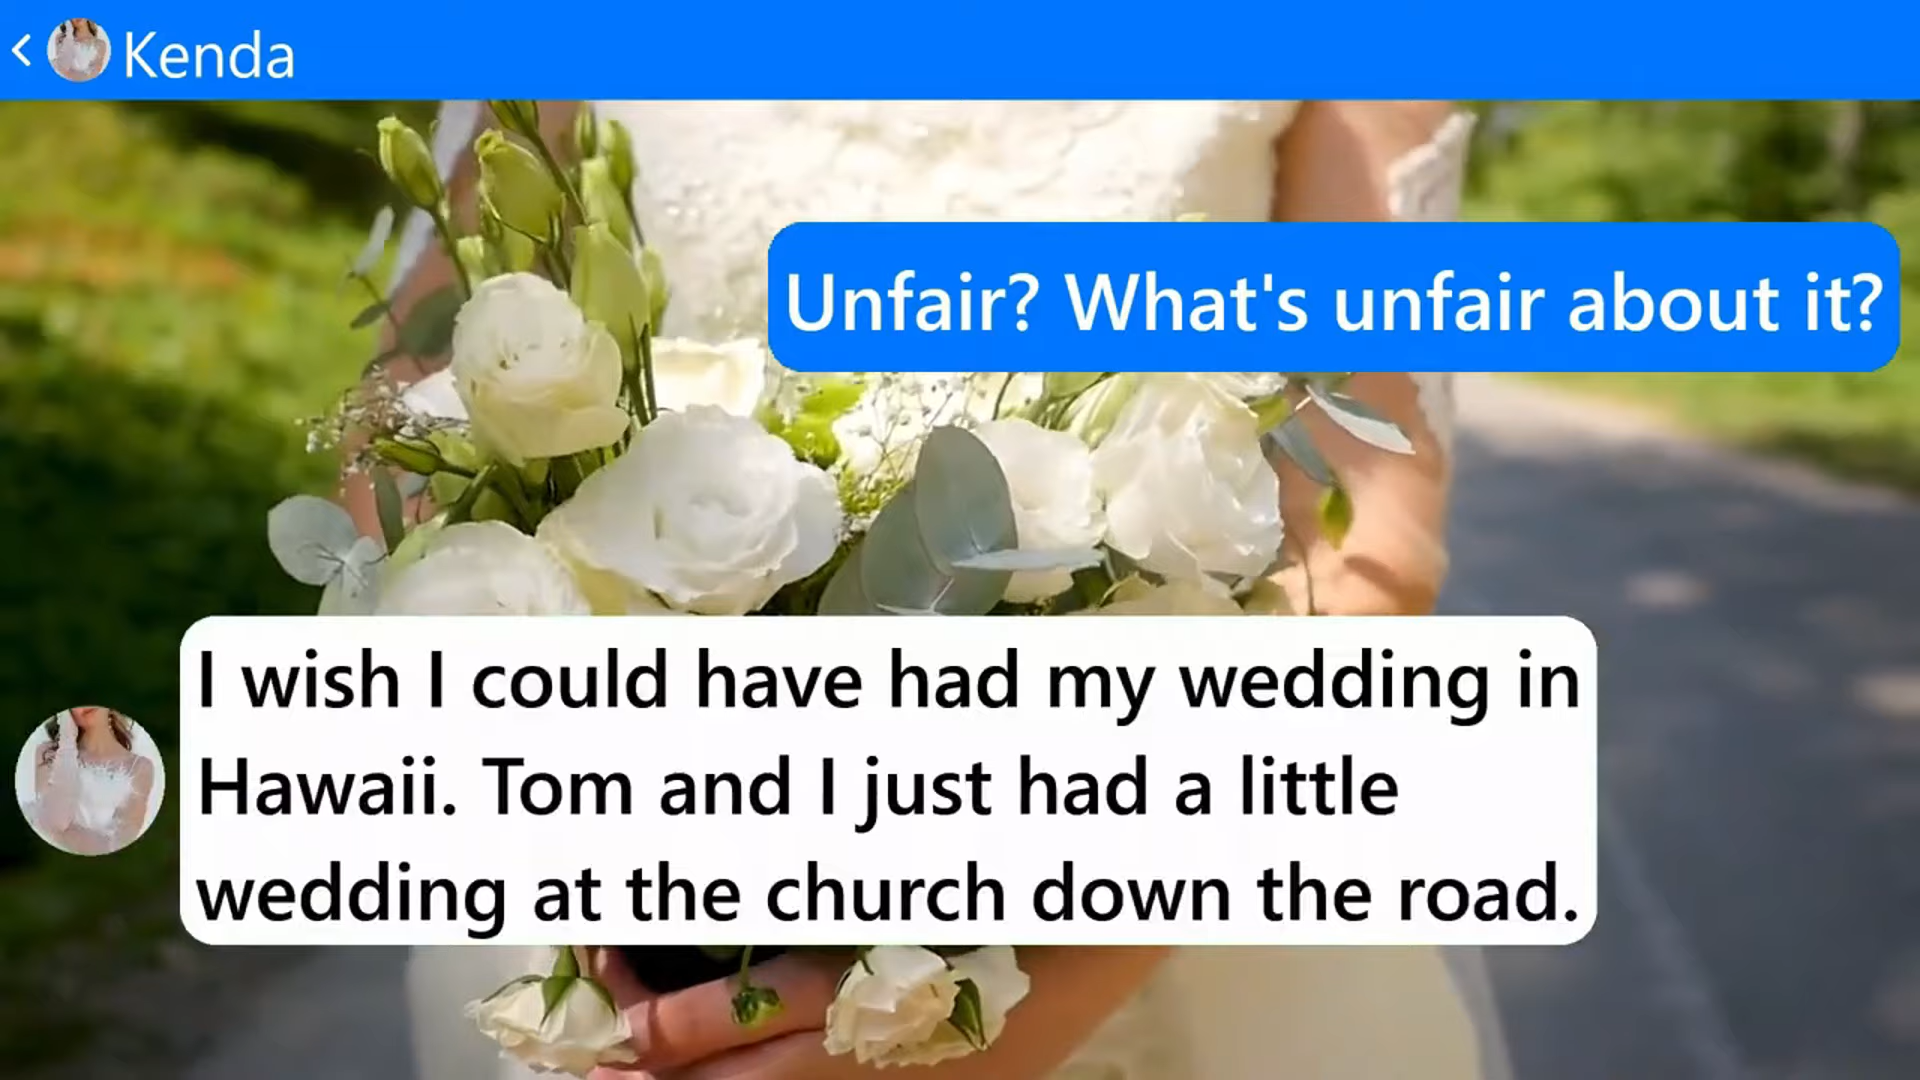 Kenda
Unfair? What's unfair about it?
I wish I could have had my wedding in
Hawaii. Tom and I just had a little
wedding at the church down the road.